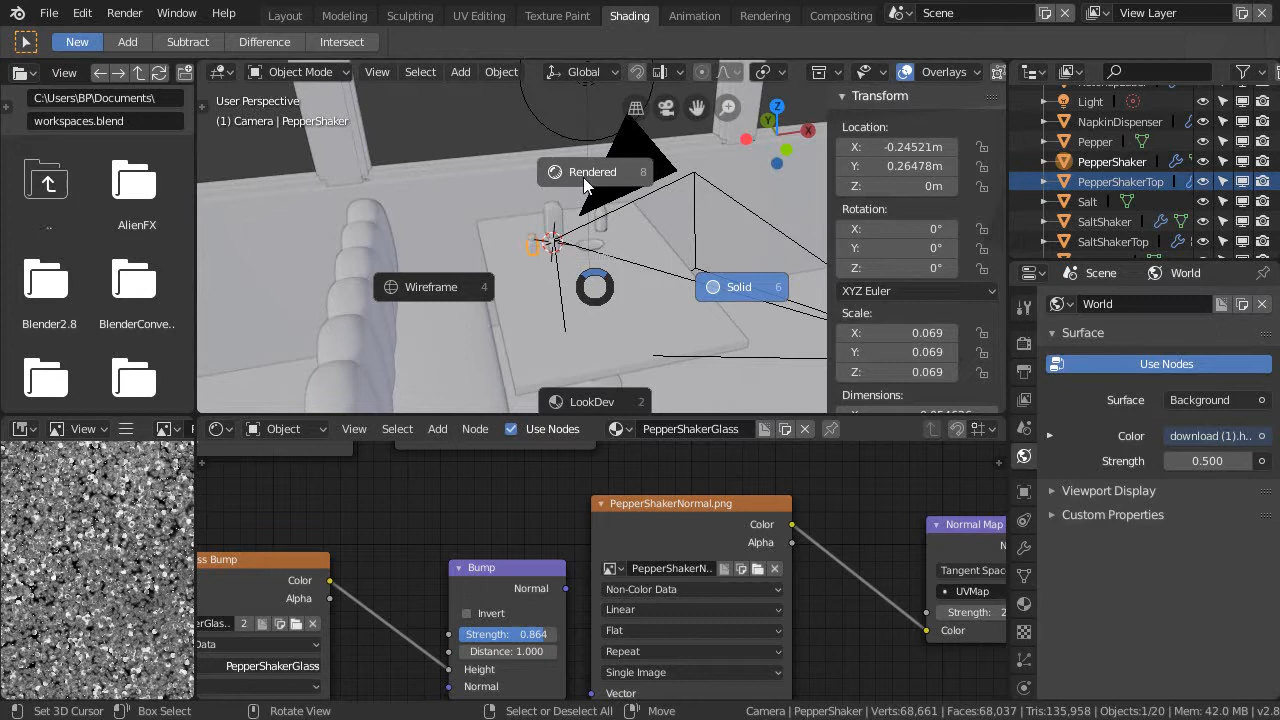 File Edit Render Window Help Layout Modeling Sculpting UV Editing Texture Paint Shading Animation Rendering Compositing Scene View Layer
New Add Subtract Difference Intersect
View
C:\Users\BP\Documents\
workspaces.blend
..
AlienFX
Blender2.8
BlenderConve..
Object Mode View Select Add Object Global Overlays
User Perspective
(1) Camera | PepperShaker
Z
Y
X
Rendered 8
Wireframe 4
Solid 6
LookDev 2
Transform
Location:
X: -0.24521m
Y: 0.26478m
Z: 0m
Rotation:
X: 0°
Y: 0°
Z: 0°
XYZ Euler
Scale:
X: 0.069
Y: 0.069
Z: 0.069
Dimensions:
Light
NapkinDispenser
Pepper
PepperShaker
PepperShakerTop
Salt
SaltShaker
SaltShakerTop
Scene World
World
Surface
Use Nodes
Surface Background
Color download (1).h..
Strength 0.500
Viewport Display
Custom Properties
View
Object View Select Add Node Use Nodes PepperShakerGlass
ss Bump
Color
Alpha
erGlas.. 2
Data
PepperShakerGlass
Bump
Normal
Invert
Strength: 0.864
Distance: 1.000
Height
Normal
PepperShakerNormal.png
Color
Alpha
PepperShakerN..
Non-Color Data
Linear
Flat
Repeat
Single Image
Vector
Normal Map
N
Tangent Spac
UVMap
Strength: 2
Color
Set 3D Cursor Box Select Rotate View Select or Deselect All Move Camera | PepperShaker | Verts:68,661 | Faces:68,037 | Tris:135,958 | Objects:1/20 | Mem: 42.0 MB | v2.8